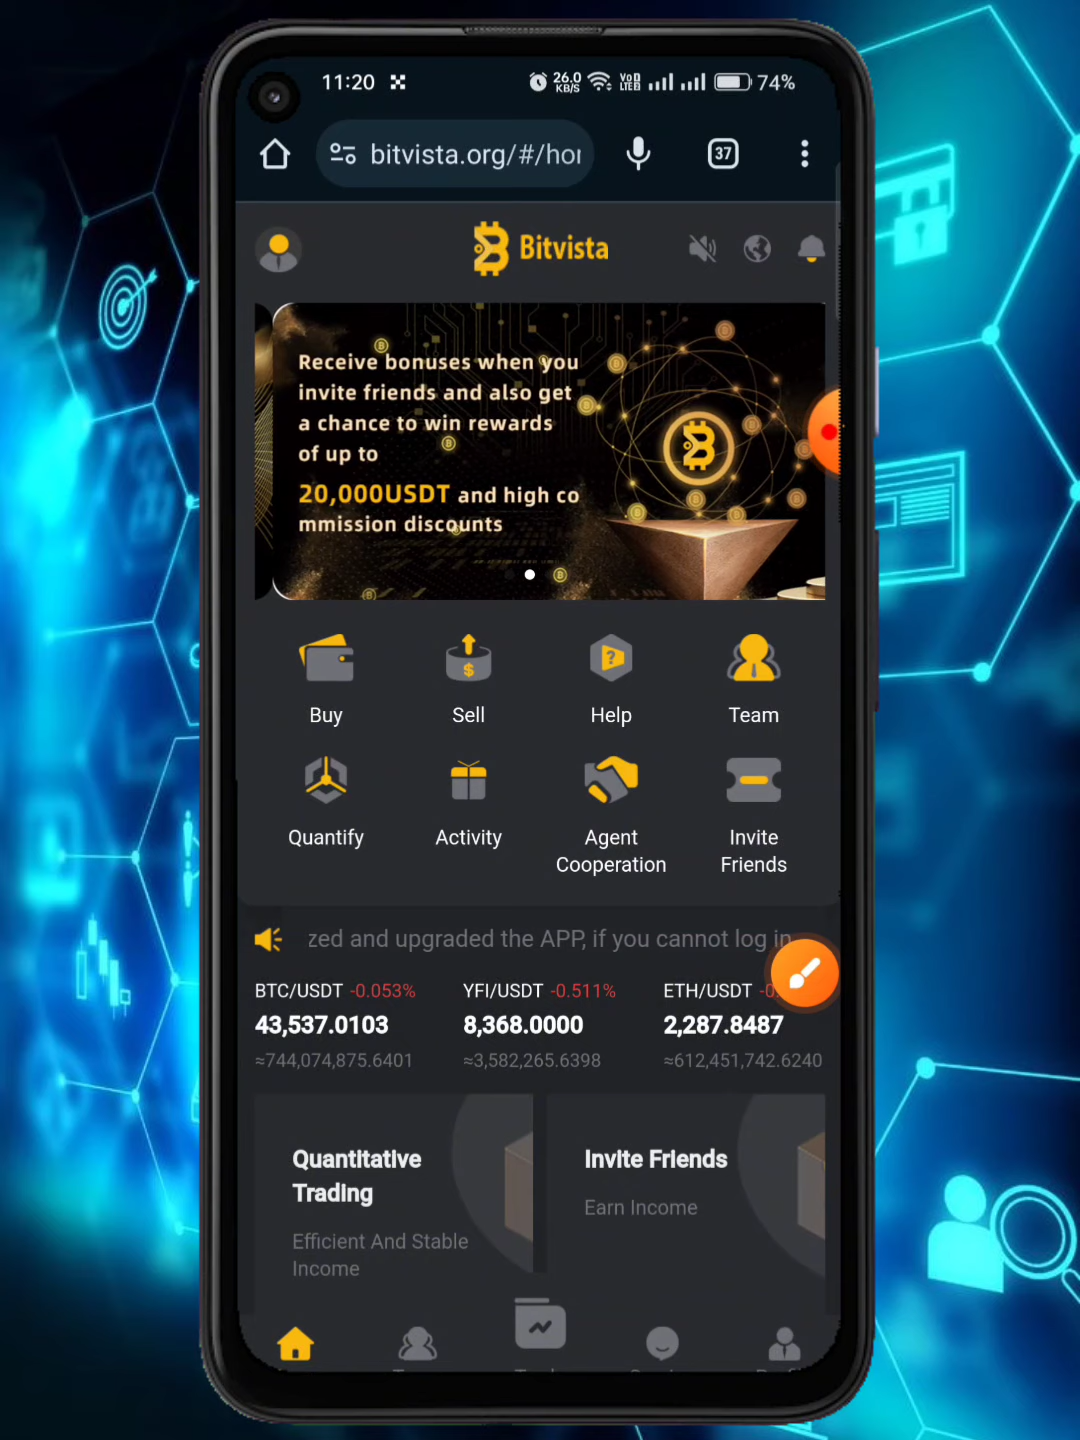 11:20
26.0
KB/S
74%
bitvista.org/#/hor
37
Bitvista
Receive bonuses when you
invite friends and also get
a chance to win rewards
of up to
20,000USDT and high co
mmission discounts
Buy
Sell
Help
Team
Quantify
Activity
Agent
Cooperation
Invite
Friends
zed and upgraded the APP, if you cannot log in
BTC/USDT -0.053%
YFI/USDT -0.511%
ETH/USDT
43,537.0103
8,368.0000
2,287.8487
≈744,074,875.6401
≈3,582,265.6398
≈612,451,742.6240
Quantitative
Trading
Efficient And Stable
Income
Invite Friends
Earn Income